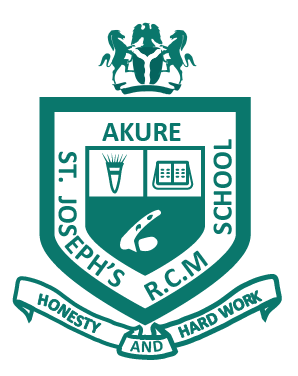 AKURE
ST. JOSEPH'S R.C.M SCHOOL
HONESTY AND HARD WORK